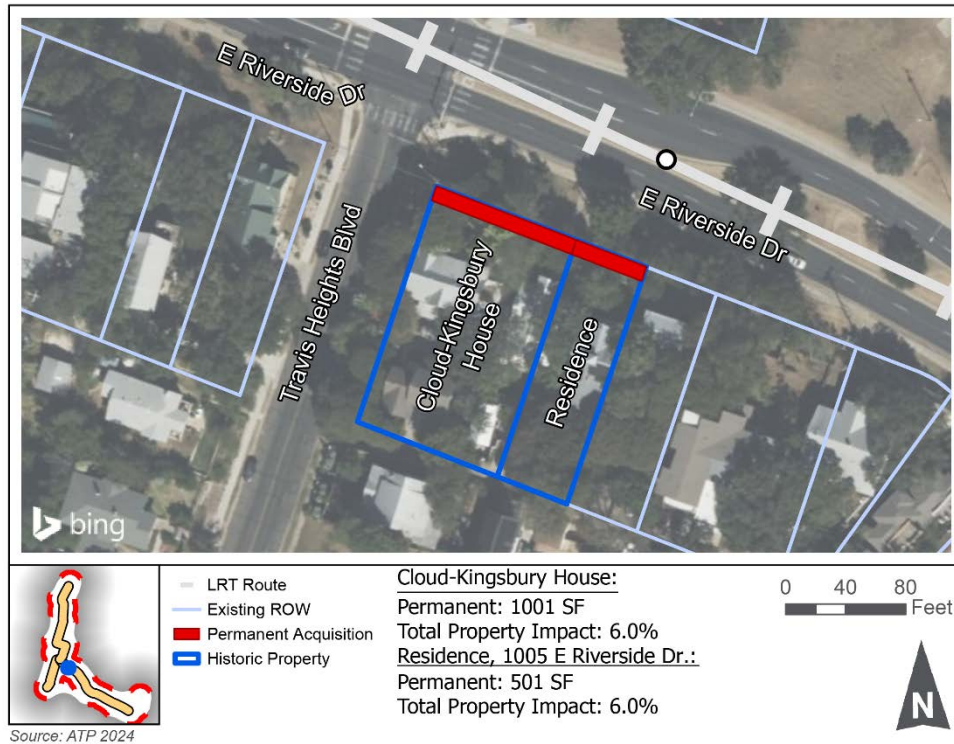 E Riverside Dr
E Riverside Dr
Travis Heights Blvd
Cloud-Kingsbury
House
Residence
bing
LRT Route
Existing ROW
Permanent Acquisition
Historic Property
Cloud-Kingsbury House:
Permanent: 1001 SF
Total Property Impact: 6.0%
Residence, 1005 E Riverside Dr.:
Permanent: 501 SF
Total Property Impact: 6.0%
0 40 80
Feet
N
Source: ATP 2024